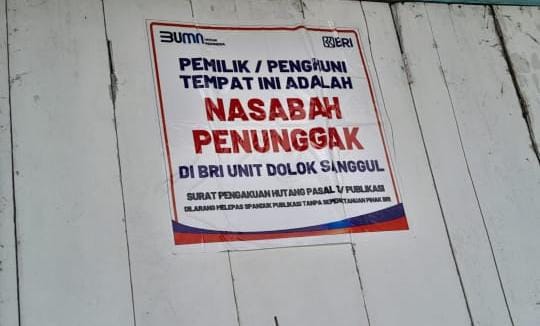 BUMN
BRI
PEMILIK / PENGHUNI
TEMPAT INI ADALAH
NASABAH
PENUNGGAK
DI BRI UNIT DOLOK SANGGUL
SURAT PENGAKUAN HUTANG PASAL 7/ PUBLIKASI
DILARANG MELEPAS SPANDUK PUBLIKASI TANPA SEPENGETAHUAN PIHAK BRI